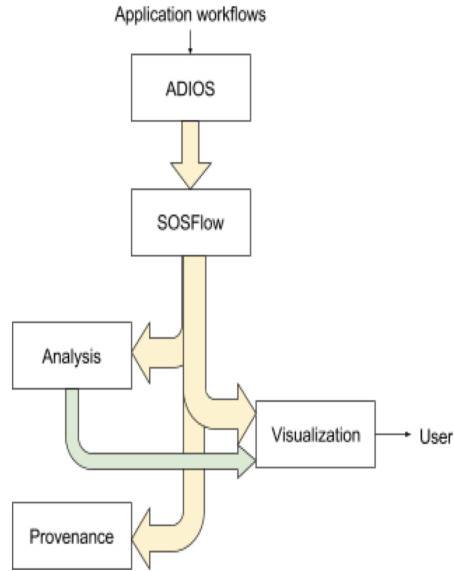 Application workflows
ADIOS
SOSFlow
Analysis
Visualization
User
Provenance